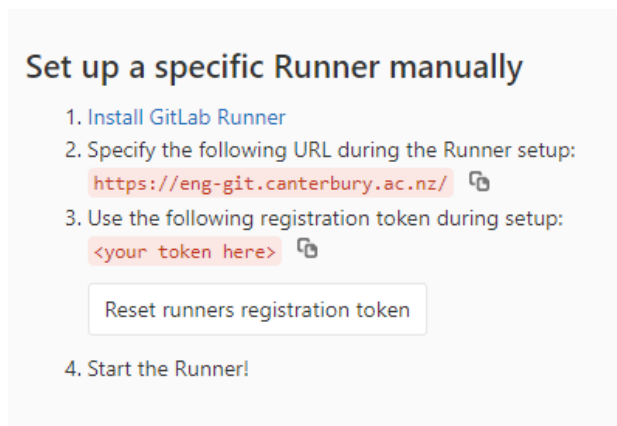 Set up a specific Runner manually
1. Install GitLab Runner
2. Specify the following URL during the Runner setup:
https://eng-git.canterbury.ac.nz/
3. Use the following registration token during setup:
<your token here>
Reset runners registration token
4. Start the Runner!